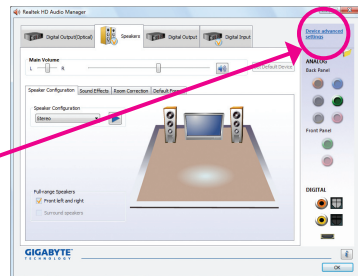 Realtek HD Audio Manager
Digital Output(Optical)
Speakers
Digital Output
Digital Input
Device advanced
settings
Main Volume
L
R
Default Device
ANALOG
Back Panel
Speaker Configuration
Sound Effects
Room Correction
Default
Speaker Configuration
Stereo
Front Panel
Full-range Speakers
Front left and right
Surround speakers
DIGITAL
GIGABYTE
TECHNOLOGY
OK